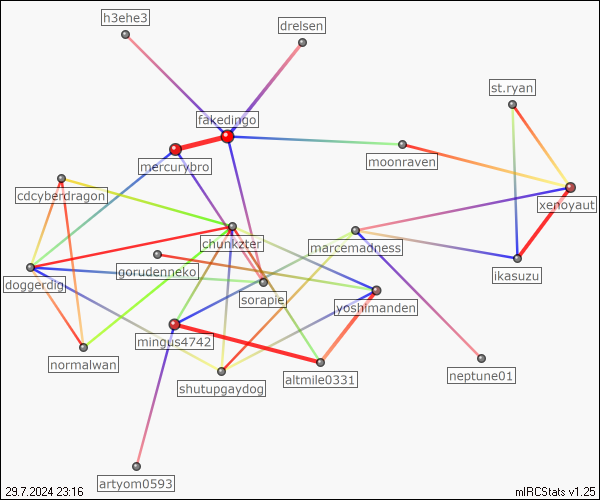 h3ehe3
drelsen
st.ryan
fakedingo
moonraven
mercurybro
cdcyberdragon
xenoyaut
chunkzter
marcemadness
gorudenneko
ikasuzu
doggerdig
sorapie
yoshimanden
mingus4742
normalwan
neptune01
altmile0331
shutupgaydog
artyom0593
29.7.2024 23:16
mIRCStats v1.25